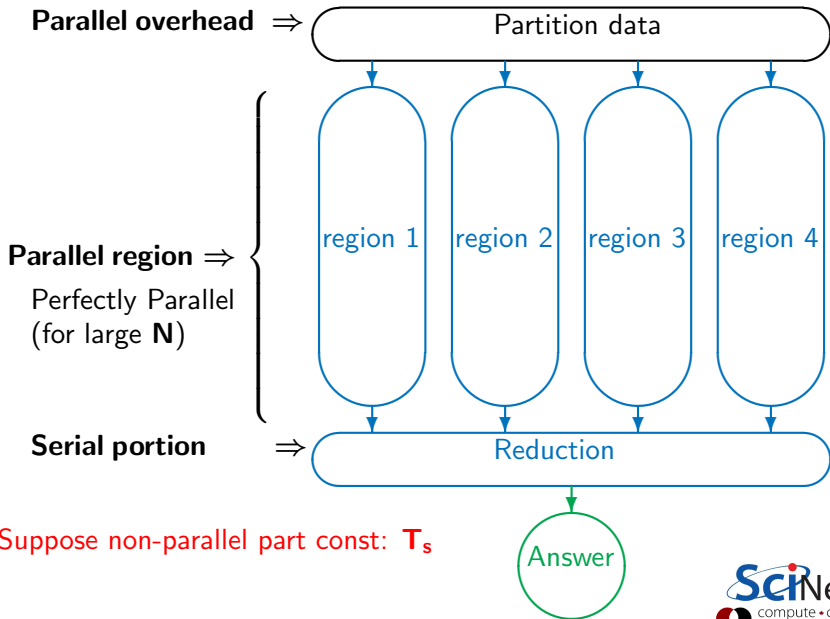 Parallel overhead ⇒ Partition data
region 1 region 2 region 3 region 4
Parallel region ⇒
Perfectly Parallel
(for large N)
Serial portion ⇒ Reduction
Suppose non-parallel part const: Ts
Answer